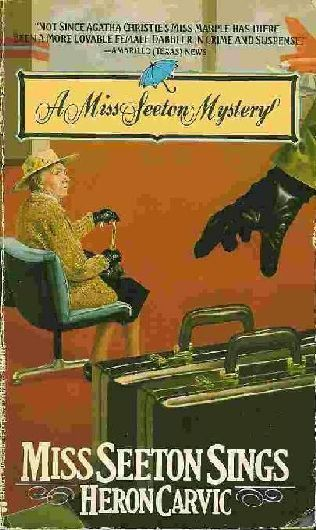 "NOT SINCE AGATHA CHRISTIE'S MISS MARPLE HAS THERE
BEEN A MORE LOVABLE FEMALE DABBLER IN CRIME AND SUSPENSE."
—AMARILLO (TEXAS) NEWS
A Miss Seeton Mystery
MISS SEETON SINGS
HERON CARVIC